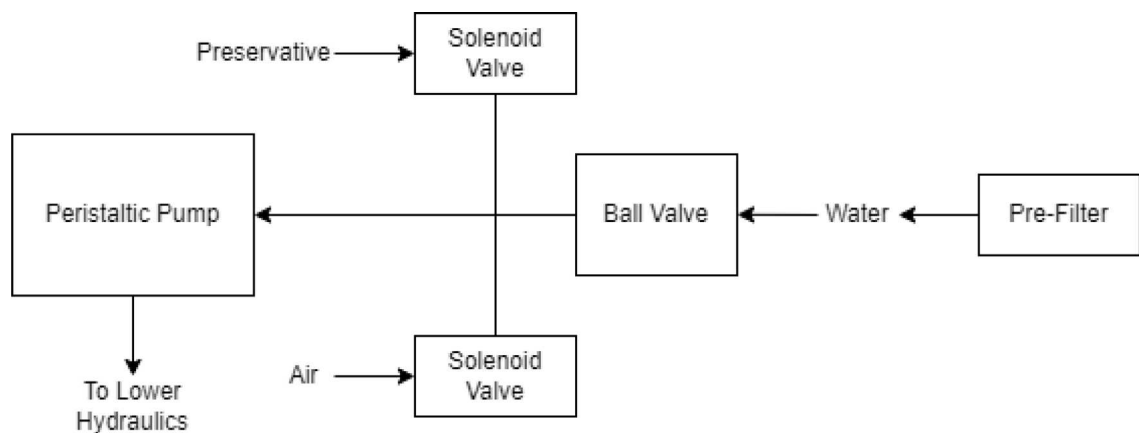 Preservative
Solenoid
Valve
Peristaltic Pump
Ball Valve
Water
Pre-Filter
Air
Solenoid
Valve
To Lower
Hydraulics